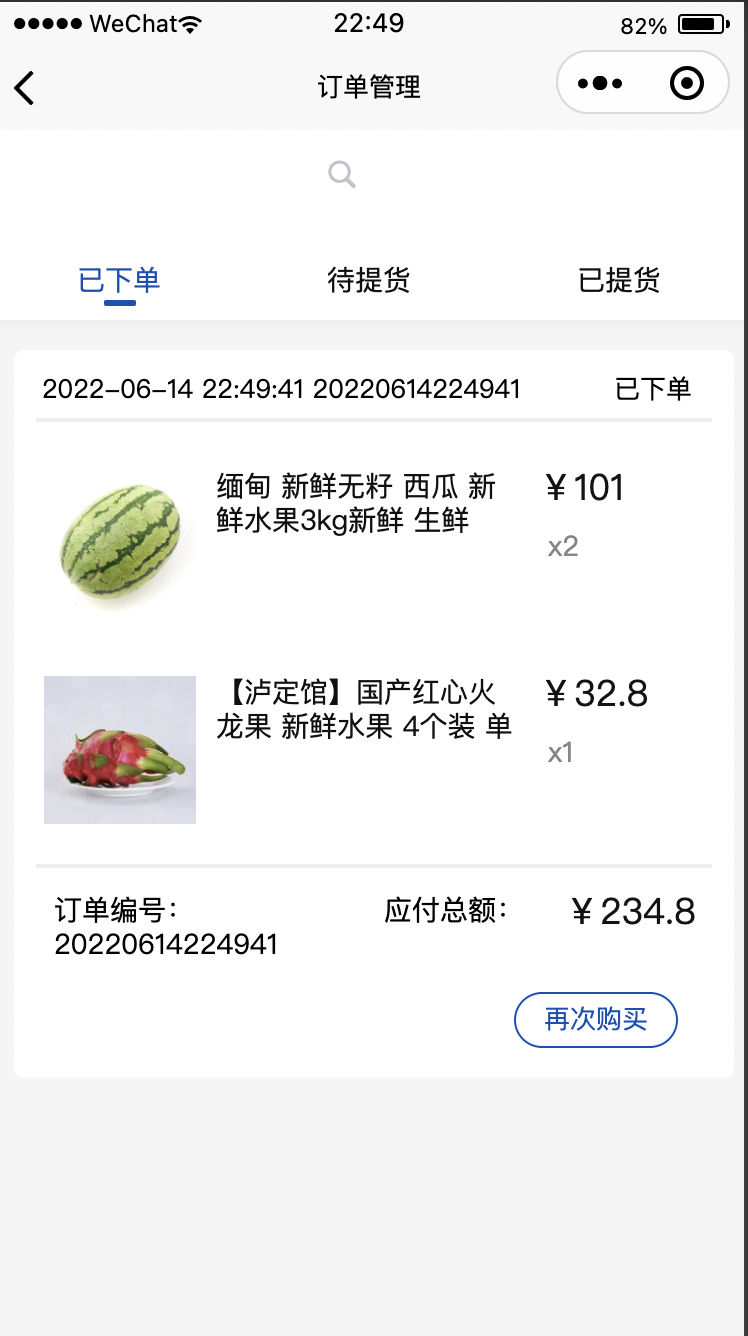 ●●●●● WeChat 22:49 82%
订单管理
已下单 待提货 已提货
2022-06-14 22:49:41 20220614224941 已下单
缅甸 新鲜无籽 西瓜 新 ¥101
鲜水果3kg新鲜 生鲜
x2
【泸定馆】国产红心火 ¥32.8
龙果 新鲜水果 4个装 单
x1
订单编号： 应付总额： ¥234.8
20220614224941
再次购买